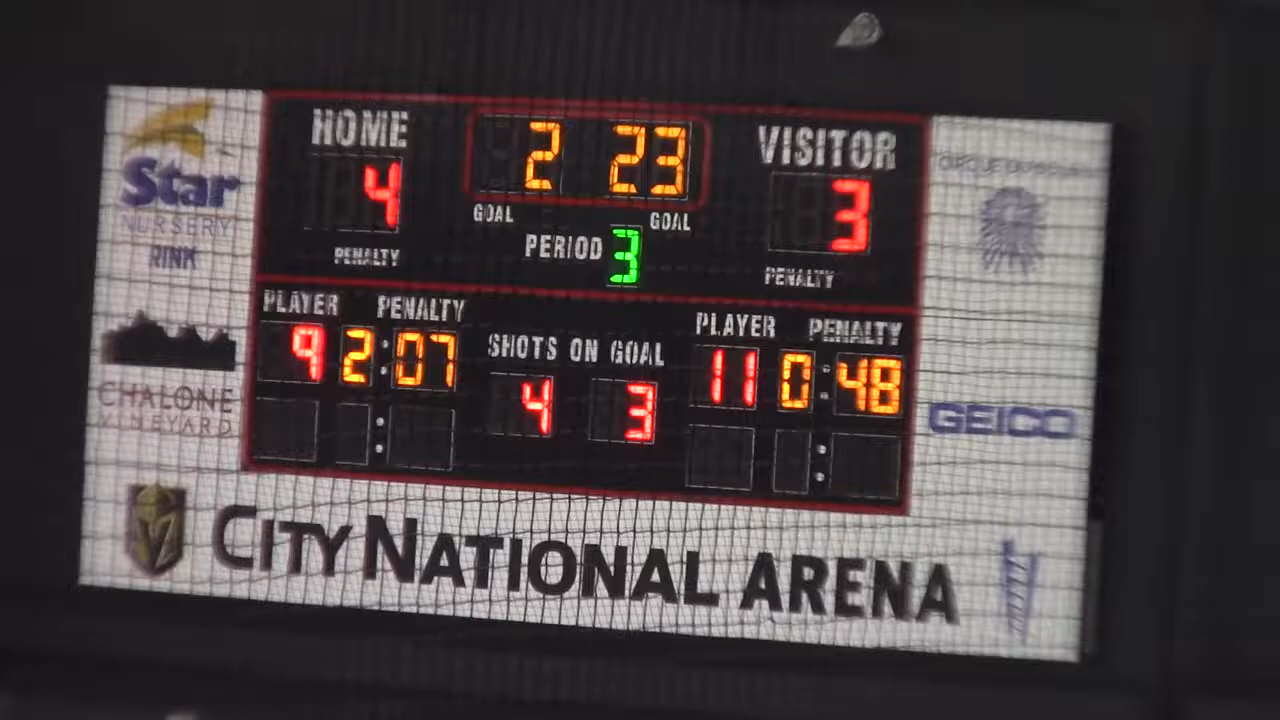 HOME
2 23
VISITOR
4
3
GOAL
GOAL
PERIOD 3
PENALTY
PENALTY
Star
NURSERY
RINK
PLAYER PENALTY
9 2:07
SHOTS ON GOAL
4 3
PLAYER PENALTY
11 0:48
CHALONE
VINEYARD
GEICO
CITY NATIONAL ARENA